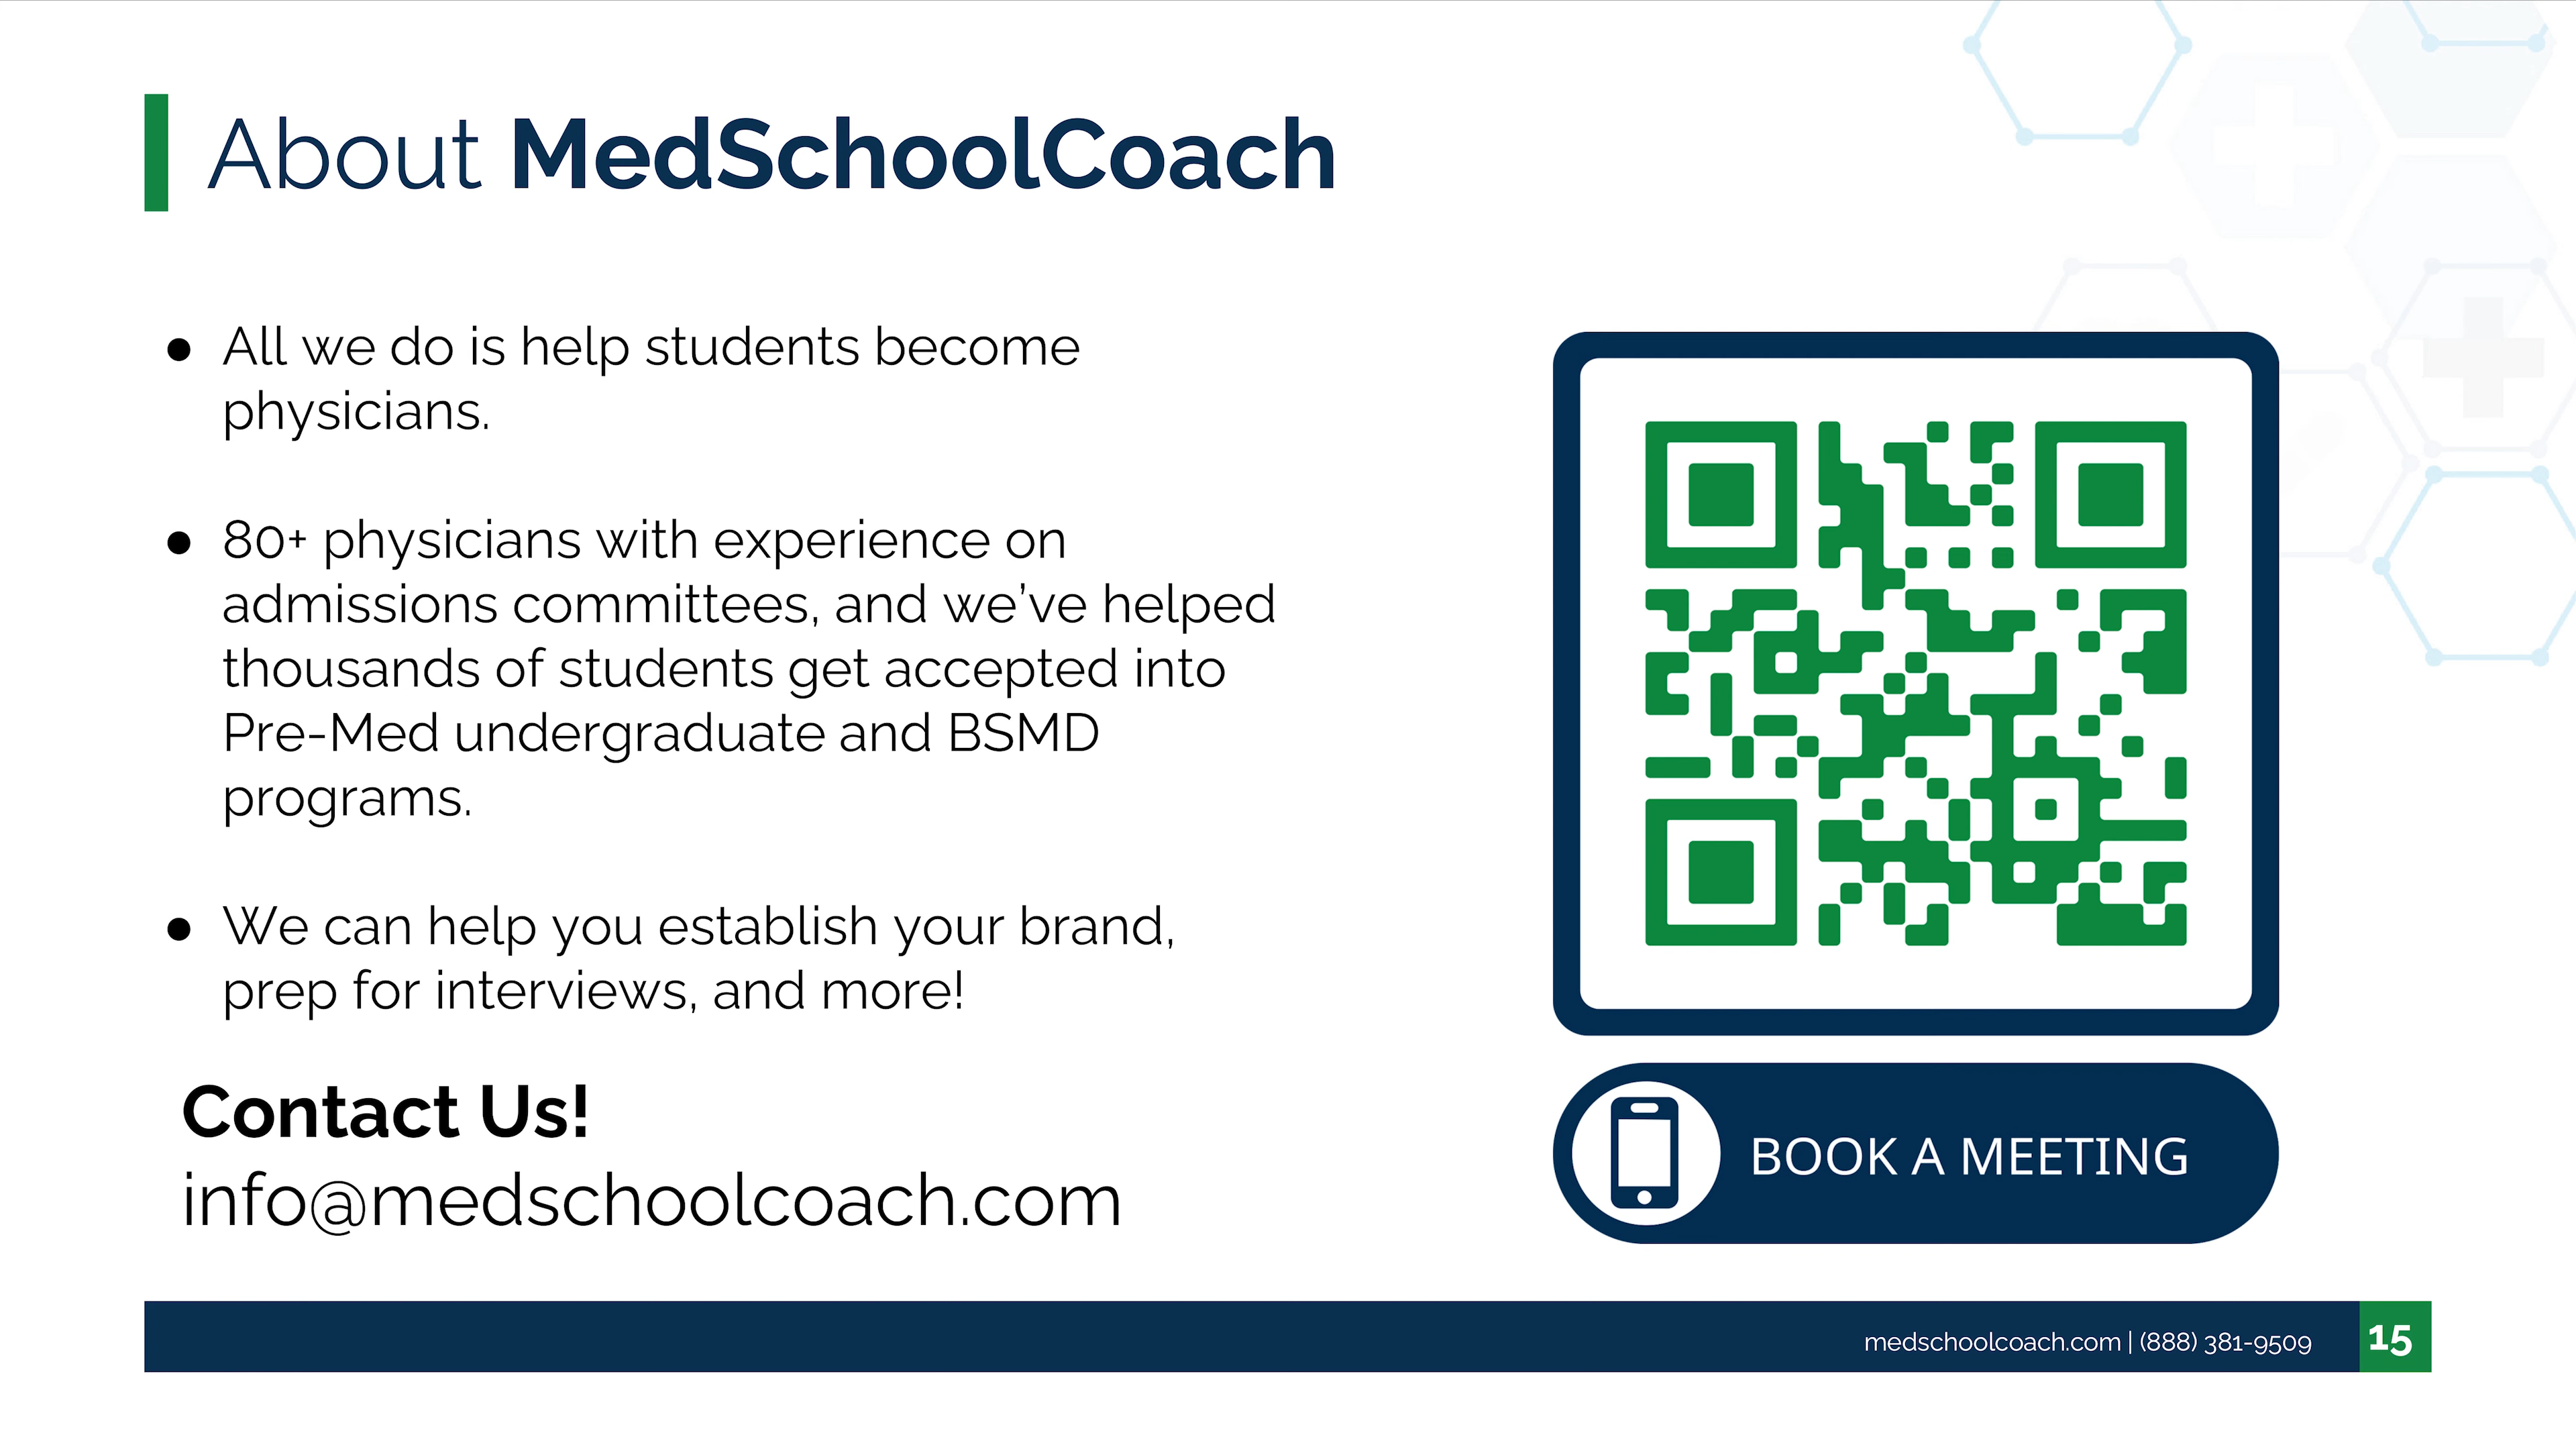 About MedSchoolCoach
● All we do is help students become
physicians.
● 80+ physicians with experience on
admissions committees, and we’ve helped
thousands of students get accepted into
Pre-Med undergraduate and BSMD
programs.
● We can help you establish your brand,
prep for interviews, and more!
Contact Us!
info@medschoolcoach.com
BOOK A MEETING
medschoolcoach.com | (888) 381-9509
15